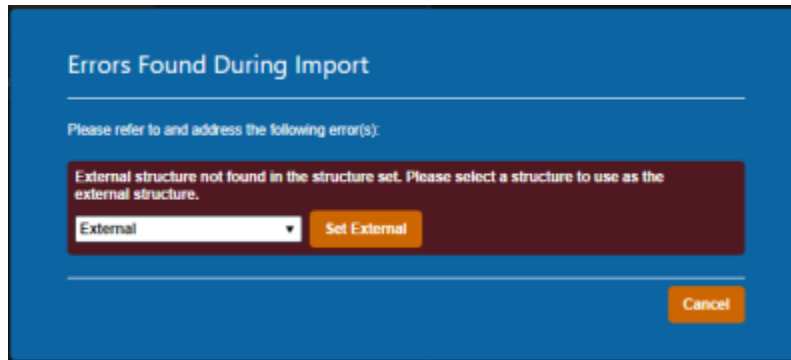 Errors Found During Import
Please refer to and address the following error(s):
External structure not found in the structure set. Please select a structure to use as the
external structure.
External
Set External
Cancel